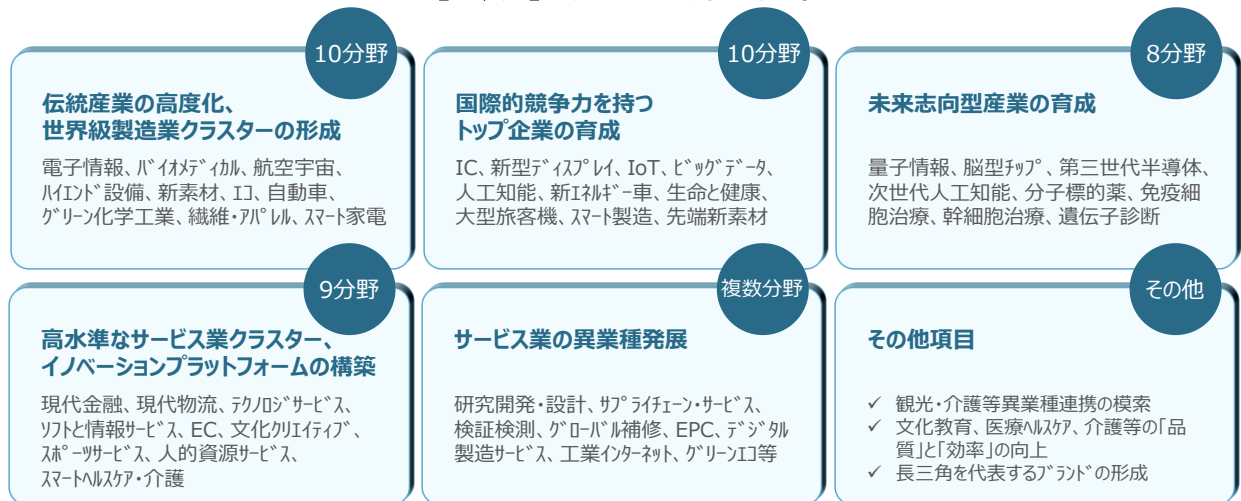 10分野
伝統産業の高度化、
世界級製造業クラスターの形成
電子情報、ﾊﾞｲｵﾒﾃﾞｨｶﾙ、航空宇宙、
ﾊｲｴﾝﾄﾞ設備、新素材、ｴｺ、自動車、
ｸﾞﾘｰﾝ化学工業、繊維・ｱﾊﾟﾚﾙ、ｽﾏｰﾄ家電
10分野
国際的競争力を持つ
トップ企業の育成
IC、新型ﾃﾞｨｽﾌﾟﾚｲ、IoT、ﾋﾞｯｸﾞﾃﾞｰﾀ、
人工知能、新ｴﾈﾙｷﾞｰ車、生命と健康、
大型旅客機、ｽﾏｰﾄ製造、先端新素材
8分野
未来志向型産業の育成
量子情報、脳型ﾁｯﾌﾟ、第三世代半導体、
次世代人工知能、分子標的薬、免疫細
胞治療、幹細胞治療、遺伝子診断
9分野
高水準なサービス業クラスター、
イノベーションプラットフォームの構築
現代金融、現代物流、ﾃｸﾉﾛｼﾞｻｰﾋﾞｽ、
ｿﾌﾄと情報ｻｰﾋﾞｽ、EC、文化ｸﾘｴｲﾃｨﾌﾞ、
ｽﾎﾟｰﾂｻｰﾋﾞｽ、人的資源サービス、
ｽﾏｰﾄﾍﾙｽｹｱ・介護
複数分野
サービス業の異業種発展
研究開発・設計、ｻﾌﾟﾗｲﾁｪｰﾝ・ｻｰﾋﾞｽ、
検証検測、ｸﾞﾛｰﾊﾞﾙ補修、EPC、ﾃﾞｼﾞﾀﾙ
製造ｻｰﾋﾞｽ、工業ｲﾝﾀｰﾈｯﾄ、ｸﾞﾘｰﾝｴｺ等
その他
その他項目
✓ 観光・介護等異業種連携の模索
✓ 文化教育、医療ﾍﾙｽｹｱ、介護等の「品
質」と「効率」の向上
✓ 長三角を代表するﾌﾞﾗﾝﾄﾞの形成